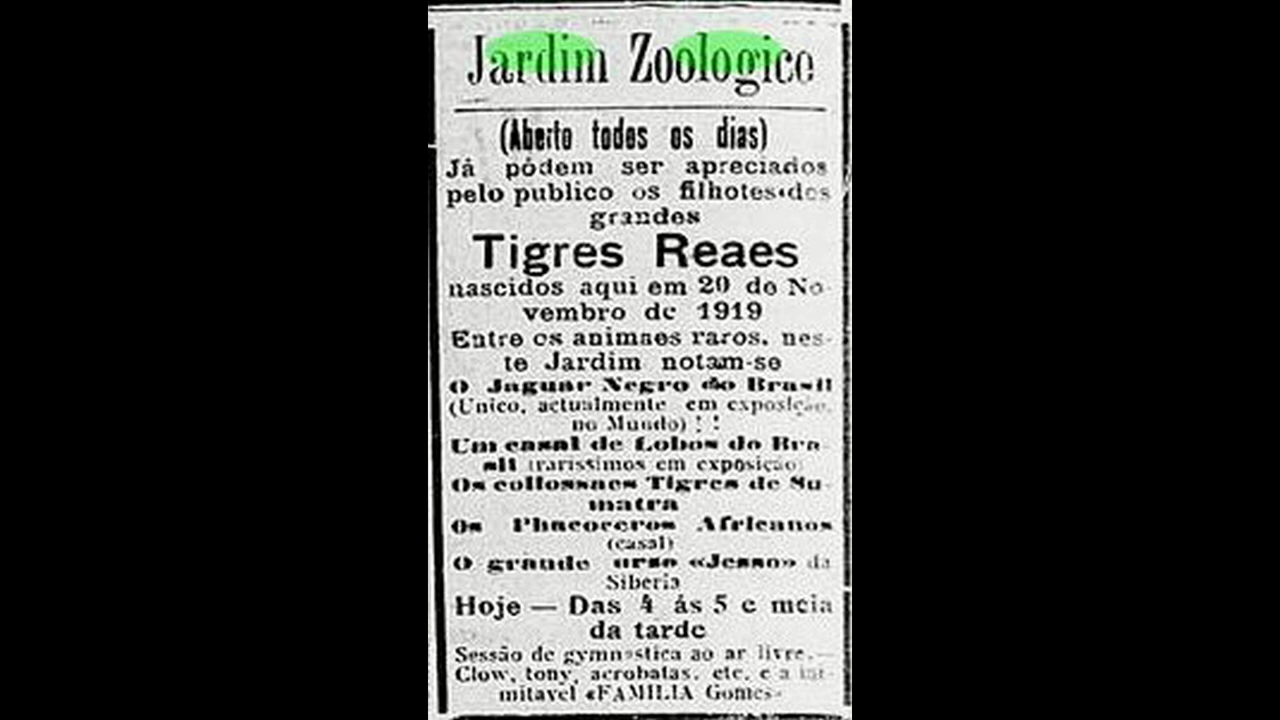 Jardim Zoologico
(Aberto todos os dias)
Já pódem ser apreciados
pelo publico os filhotes dos
grandes
Tigres Reaes
nascidos aqui em 20 de No-
vembro de 1919
Entre os animaes raros, nes-
te Jardim notam-se
O Jaguar Negro do Brasil
(Unico, actualmente em exposição,
no Mundo) ! !
Um casal de Lobos do Bra-
sil (rarissimos em exposição)
Os collossaes Tigres de Su-
matra
Os Phacoceros Africanos
(casal)
O grande urso «Jesso» da
Siberia
Hoje — Das 4 ás 5 e meia
da tarde
Sessão de gymnastica ao ar livre.—
Clow, tony, acrobatas, etc. e a ini-
mitavel «FAMILIA Gomes»